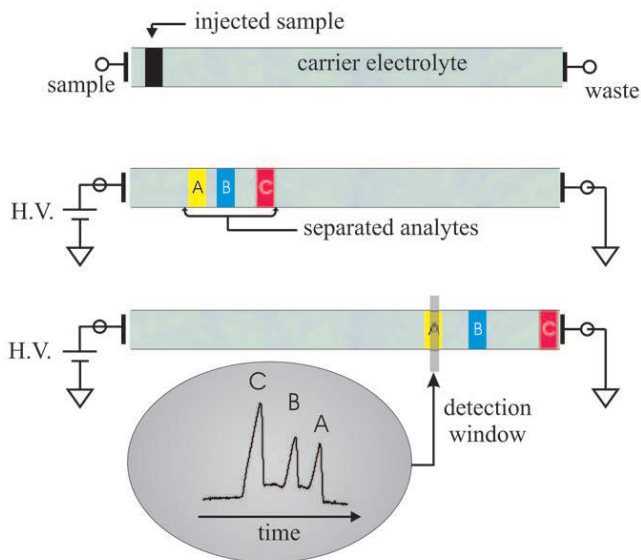 injected sample
carrier electrolyte
sample
waste
A
B
C
H.V.
separated analytes
A
B
C
H.V.
detection
window
C
B
A
time